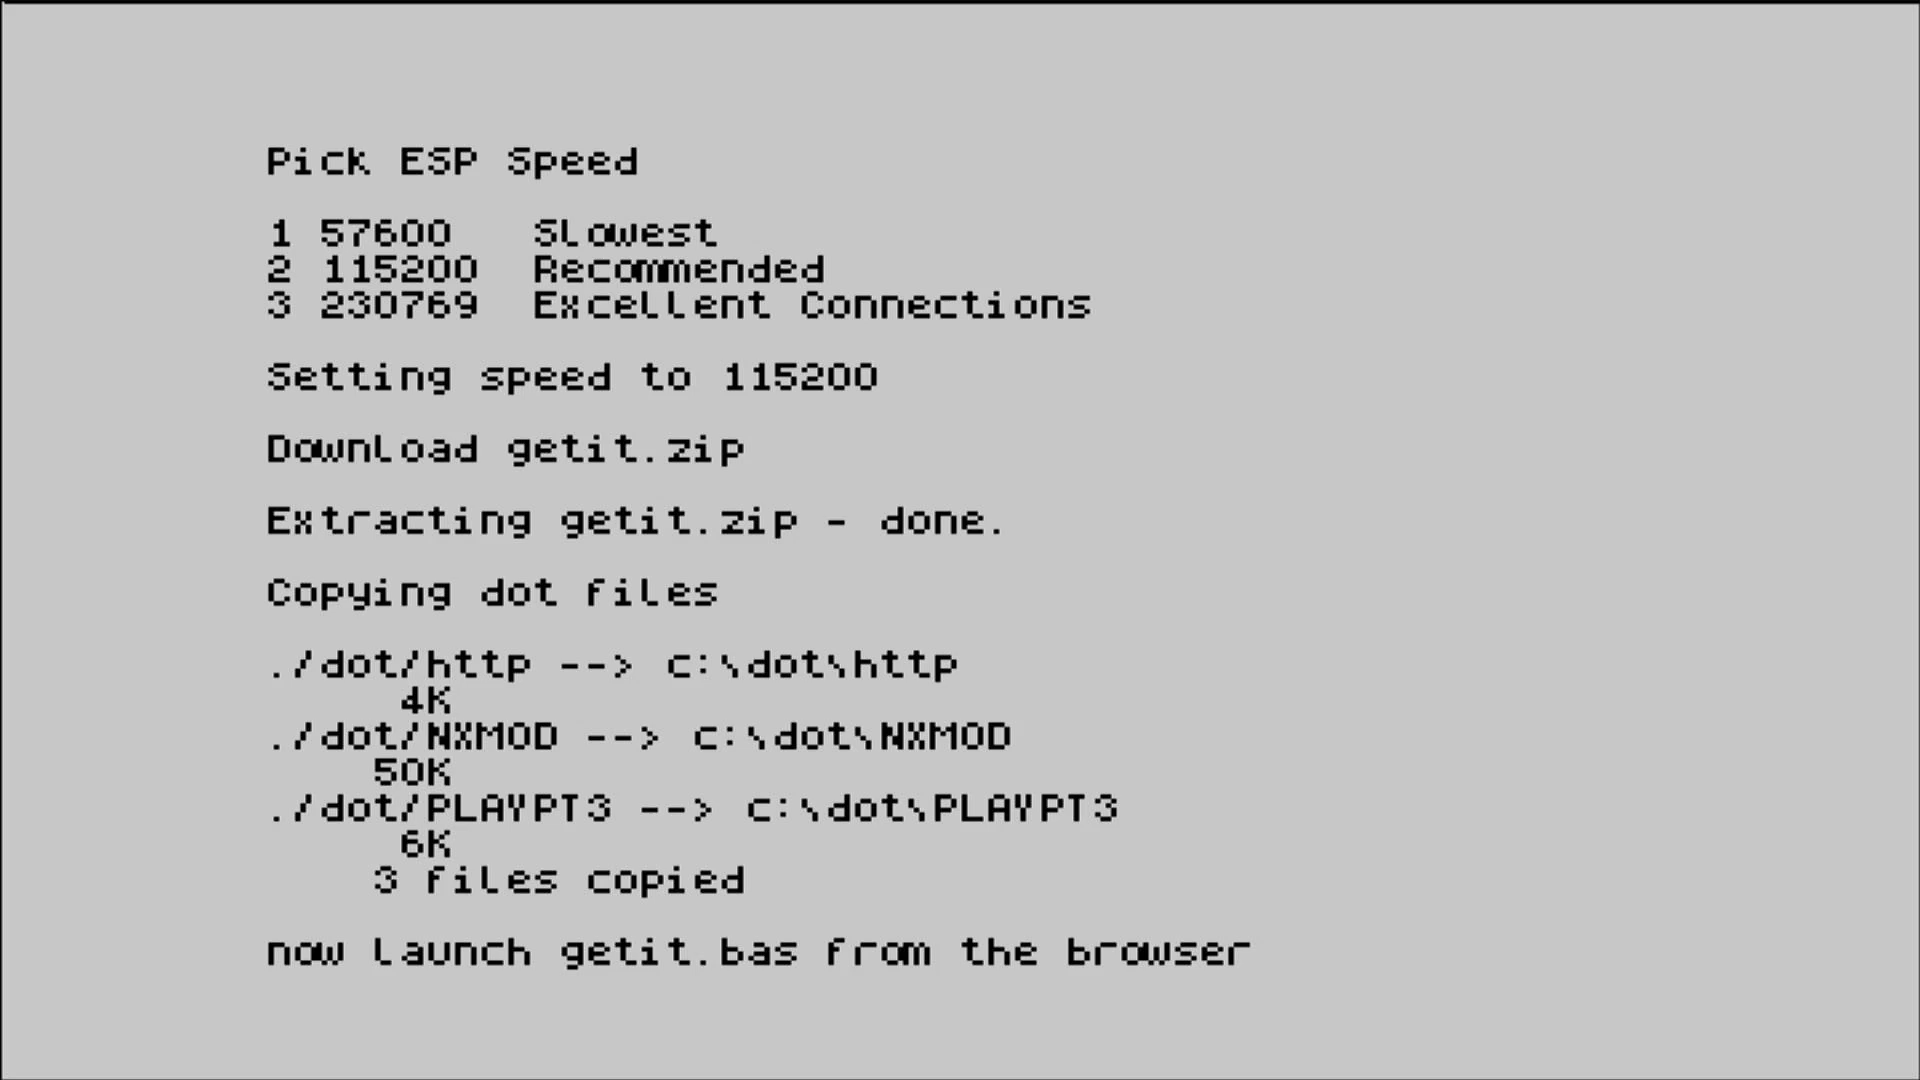 Pick ESP Speed
1 57600   Slowest
2 115200  Recommended
3 230769  Excellent Connections
Setting speed to 115200
Download getit.zip
Extracting getit.zip - done.
Copying dot files
./dot/http --> c:\dot\http
4K
./dot/NXMOD --> c:\dot\NXMOD
50K
./dot/PLAYPT3 --> c:\dot\PLAYPT3
6K
3 files copied
now launch getit.bas from the browser